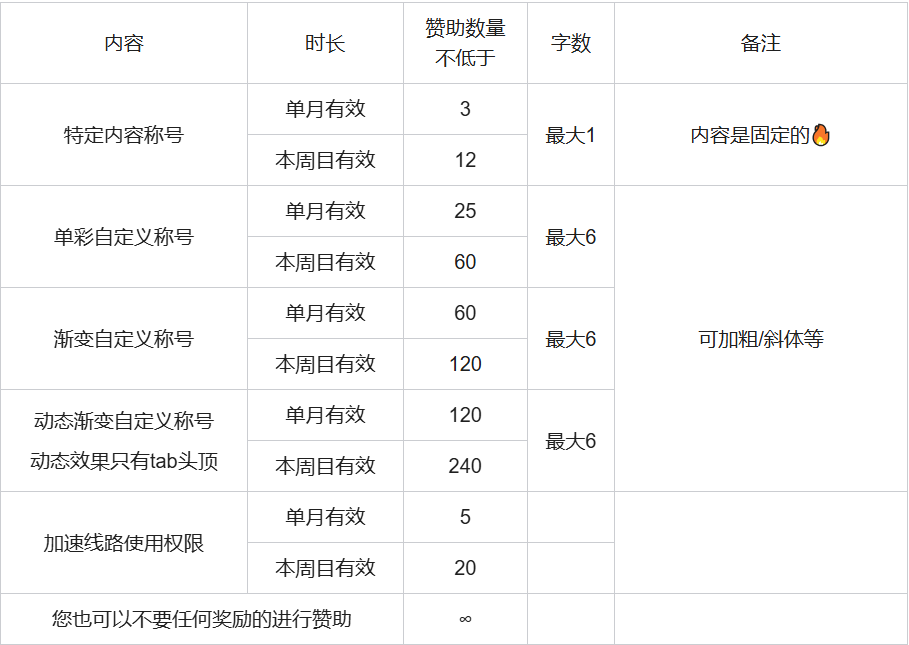 内容
时长
赞助数量
不低于
字数
备注
特定内容称号
单月有效
3
最大1
内容是固定的🔥
本周目有效
12
单彩自定义称号
单月有效
25
最大6
可加粗/斜体等
本周目有效
60
渐变自定义称号
单月有效
60
最大6
本周目有效
120
动态渐变自定义称号
动态效果只有tab头顶
单月有效
120
最大6
本周目有效
240
加速线路使用权限
单月有效
5
本周目有效
20
您也可以不要任何奖励的进行赞助
∞